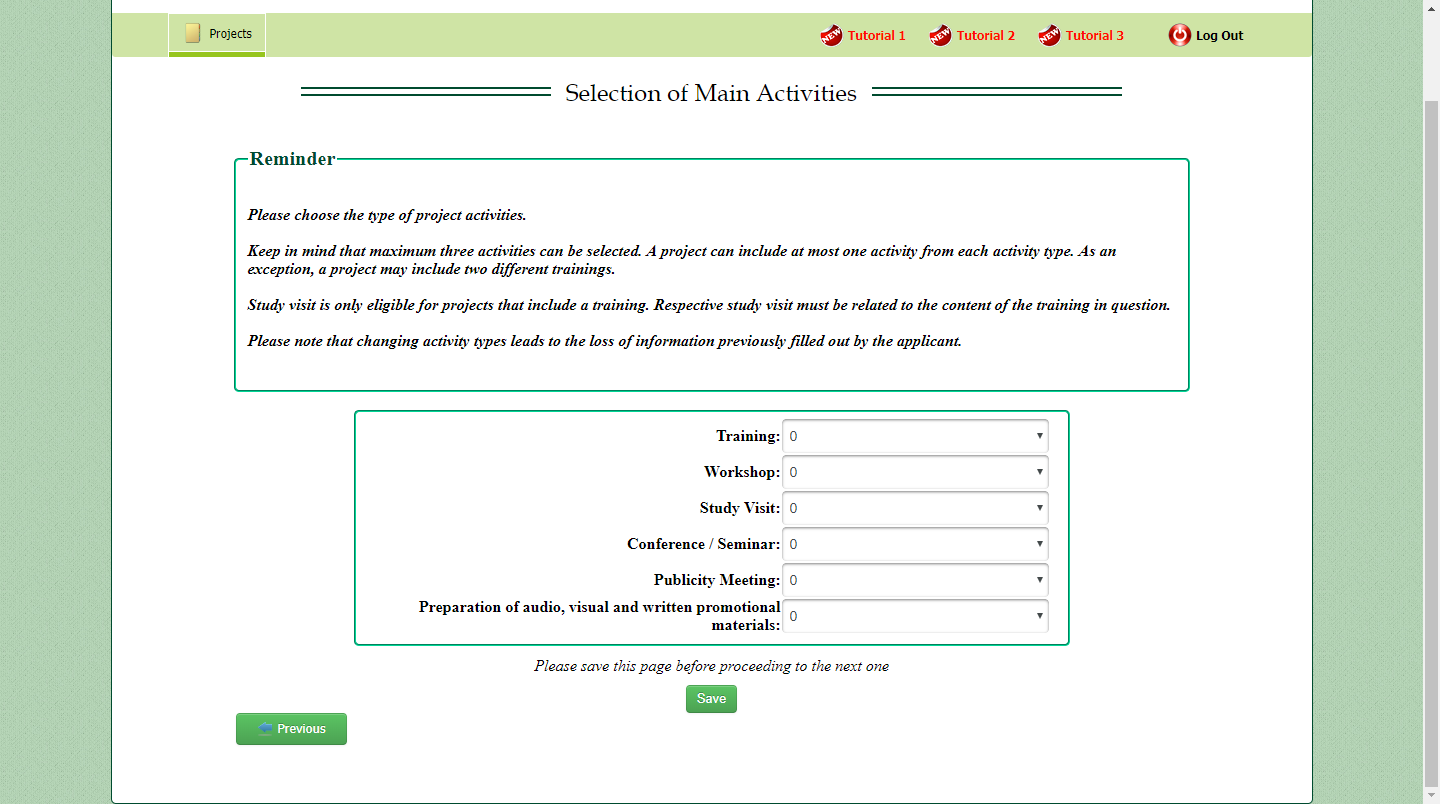 Projects
NEW Tutorial 1
NEW Tutorial 2
NEW Tutorial 3
Log Out
Selection of Main Activities
Reminder
Please choose the type of project activities.
Keep in mind that maximum three activities can be selected. A project can include at most one activity from each activity type. As an
exception, a project may include two different trainings.
Study visit is only eligible for projects that include a training. Respective study visit must be related to the content of the training in question.
Please note that changing activity types leads to the loss of information previously filled out by the applicant.
Training: 0
Workshop: 0
Study Visit: 0
Conference / Seminar: 0
Publicity Meeting: 0
Preparation of audio, visual and written promotional
materials: 0
Please save this page before proceeding to the next one
Save
Previous